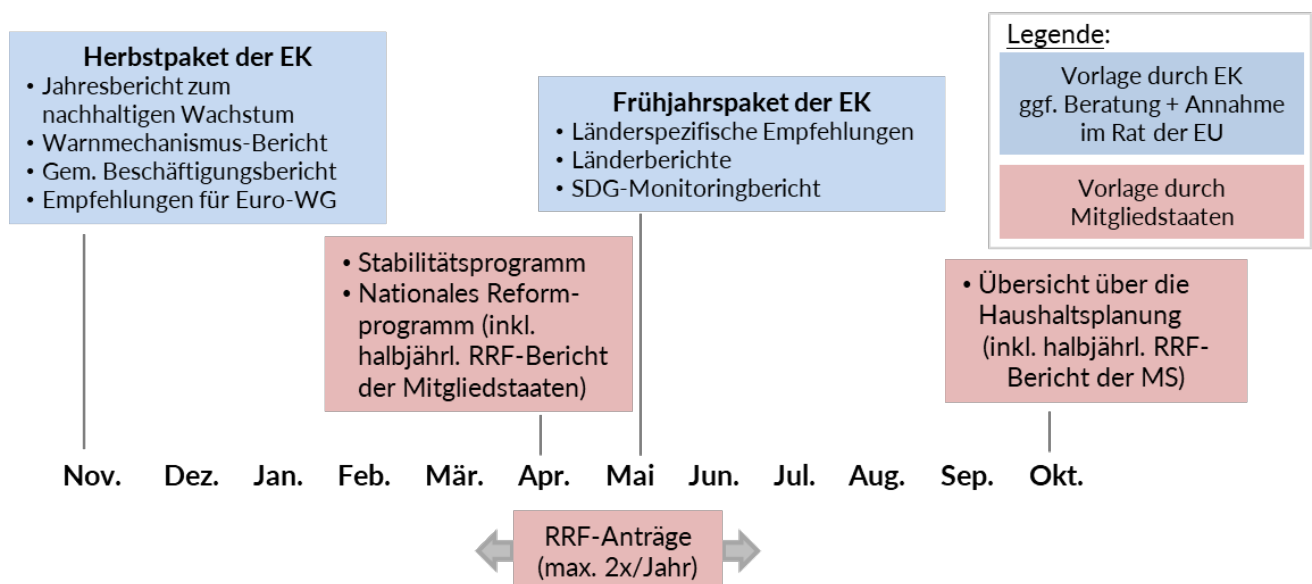 Herbstpaket der EK
• Jahresbericht zum
nachhaltigen Wachstum
• Warnmechanismus-Bericht
• Gem. Beschäftigungsbericht
• Empfehlungen für Euro-WG
Frühjahrspaket der EK
• Länderspezifische Empfehlungen
• Länderberichte
• SDG-Monitoringbericht
Legende:
Vorlage durch EK
ggf. Beratung + Annahme
im Rat der EU
Vorlage durch
Mitgliedstaaten
• Stabilitätsprogramm
• Nationales Reform-
programm (inkl.
halbjährl. RRF-Bericht
der Mitgliedstaaten)
• Übersicht über die
Haushaltsplanung
(inkl. halbjährl. RRF-
Bericht der MS)
Nov. Dez. Jan. Feb. Mär. Apr. Mai Jun. Jul. Aug. Sep. Okt.
RRF-Anträge
(max. 2x/Jahr)